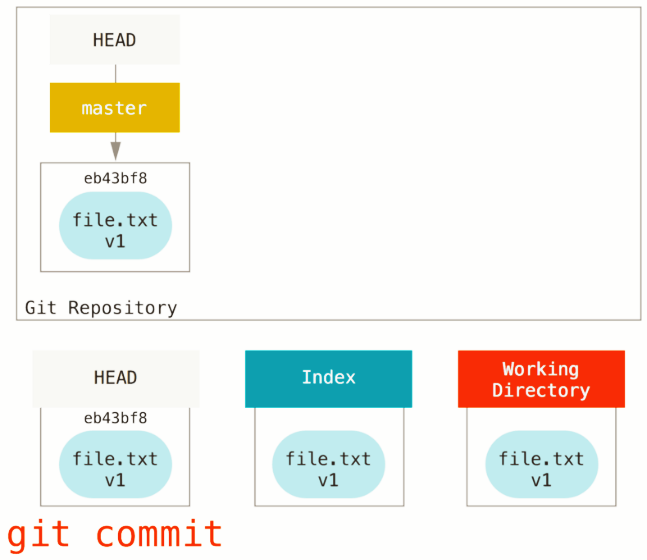 HEAD
master
eb43bf8
file.txt
v1
Git Repository
HEAD
eb43bf8
file.txt
v1
Index
file.txt
v1
Working
Directory
file.txt
v1
git commit